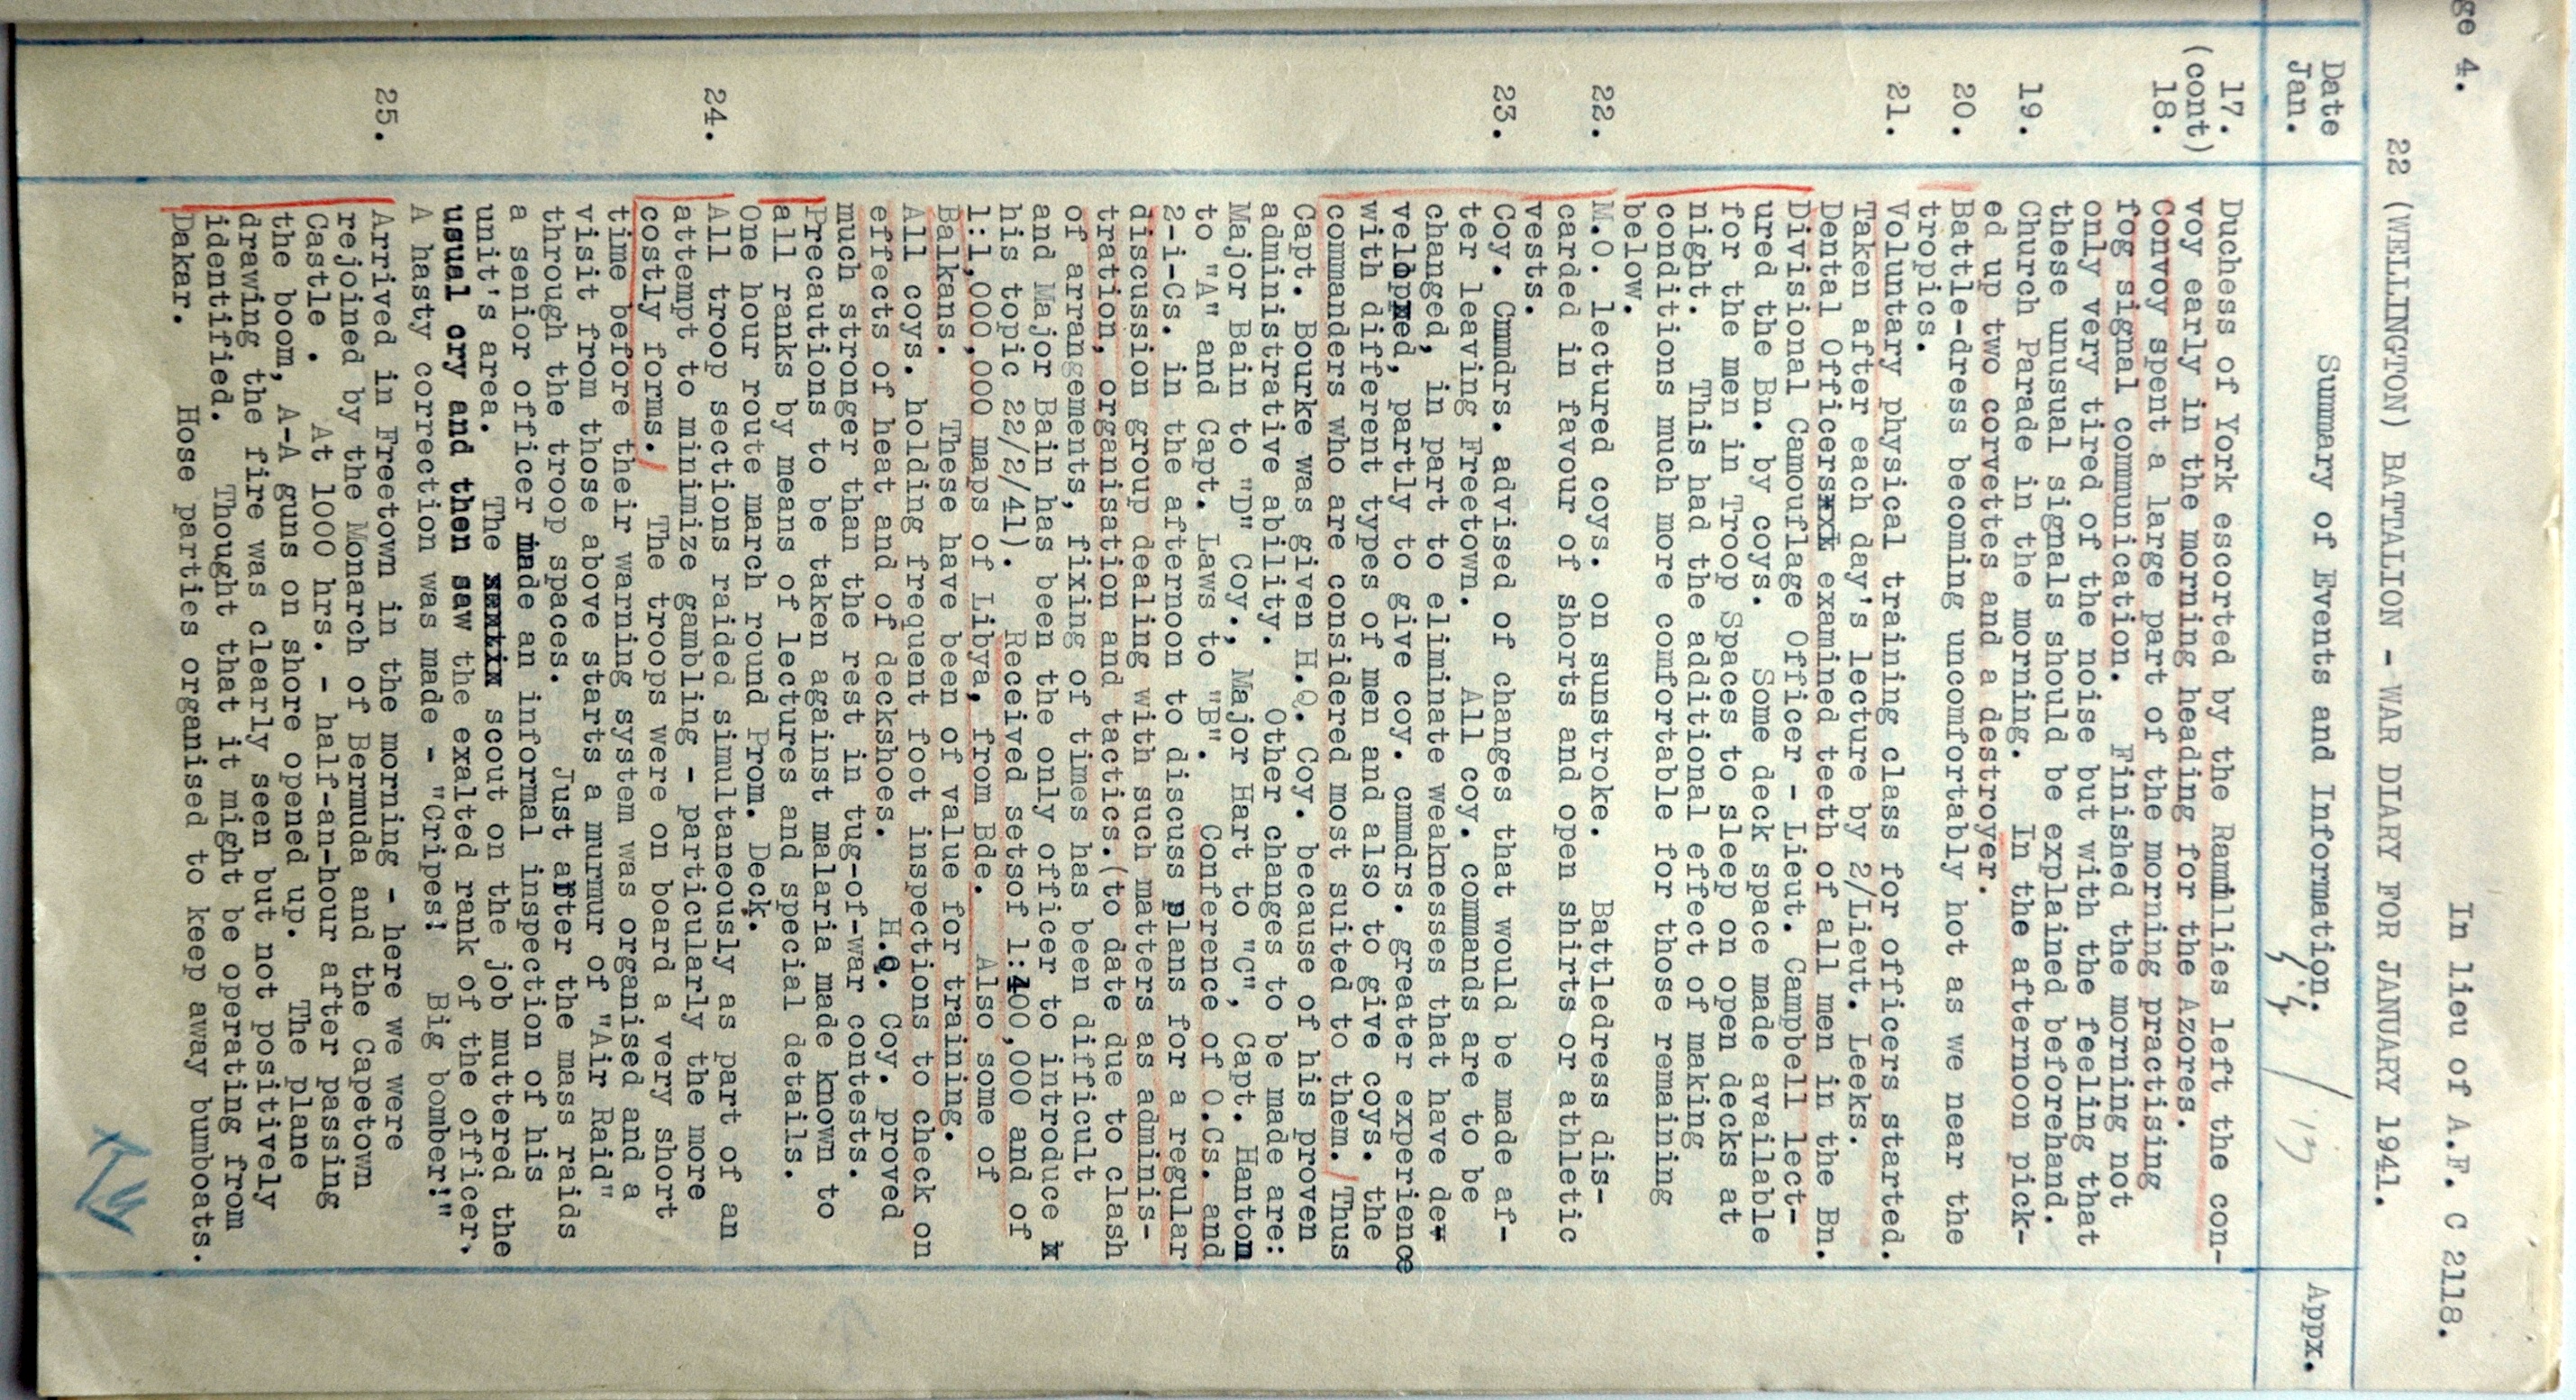 ge 4.
In lieu of A.F. C 2118.
22 (WELLINGTON) BATTALION - WAR DIARY FOR JANUARY 1941.
Date Summary of Events and Information. Appx.
Jan.
17. Duchess of York escorted by the Ramillies left the con-
(cont) voy early in the morning heading for the Azores.
18. Convoy spent a large part of the morning practising
fog signal communication. Finished the morning not
only very tired of the noise but with the feeling that
these unusual signals should be explained beforehand.
19. Church Parade in the morning. In the afternoon pick-
ed up two corvettes and a destroyer.
20. Battle-dress becoming uncomfortably hot as we near the
tropics.
21. Voluntary physical training class for officers started.
Taken after each day's lecture by 2/Lieut. Leeks.
Dental Officersxxx examined teeth of all men in the Bn.
Divisional Camouflage Officer - Lieut. Campbell lect-
ured the Bn. by coys. Some deck space made available
for the men in Troop Spaces to sleep on open decks at
night. This had the additional effect of making
conditions much more comfortable for those remaining
below.
22. M.O. lectured coys. on sunstroke. Battledress dis-
carded in favour of shorts and open shirts or athletic
vests.
23. Coy. Cmmdrs. advised of changes that would be made af-
ter leaving Freetown. All coy. commands are to be
changed, in part to eliminate weaknesses that have de-
veloped, partly to give coy. cmmdrs. greater experience
with different types of men and also to give coys. the
commanders who are considered most suited to them. Thus
Capt. Bourke was given H.Q. Coy. because of his proven
administrative ability. Other changes to be made are:
Major Bain to "D" Coy., Major Hart to "C", Capt. Hanton
to "A" and Capt. Laws to "B". Conference of O.Cs. and
2-i-Cs. in the afternoon to discuss plans for a regular
discussion group dealing with such matters as adminis-
tration, organisation and tactics.(to date due to clash
of arrangements, fixing of times has been difficult
and Major Bain has been the only officer to introduce x
his topic 22/2/41). Received setsof 1:100,000 and of
1:1,000,000 maps of Libya, from Bde. Also some of
Balkans. These have been of value for training.
All coys. holding frequent foot inspections to check on
effects of heat and of deckshoes. H.Q. Coy. proved
much stronger than the rest in tug-of-war contests.
Precautions to be taken against malaria made known to
all ranks by means of lectures and special details.
One hour route march round Prom. Deck.
24. All troop sections raided simultaneously as part of an
attempt to minimize gambling - particularly the more
costly forms. The troops were on board a very short
time before their warning system was organised and a
visit from those above starts a murmur of "Air Raid"
through the troop spaces. Just after the mass raids
a senior officer made an informal inspection of his
unit's area. The scout on the job muttered the
usual cry and then saw the exalted rank of the officer.
A hasty correction was made - "Cripes! Big bomber!"
25. Arrived in Freetown in the morning - here we were
rejoined by the Monarch of Bermuda and the Capetown
Castle . At 1000 hrs. - half-an-hour after passing
the boom, A-A guns on shore opened up. The plane
drawing the fire was clearly seen but not positively
identified. Thought that it might be operating from
Dakar. Hose parties organised to keep away bumboats.